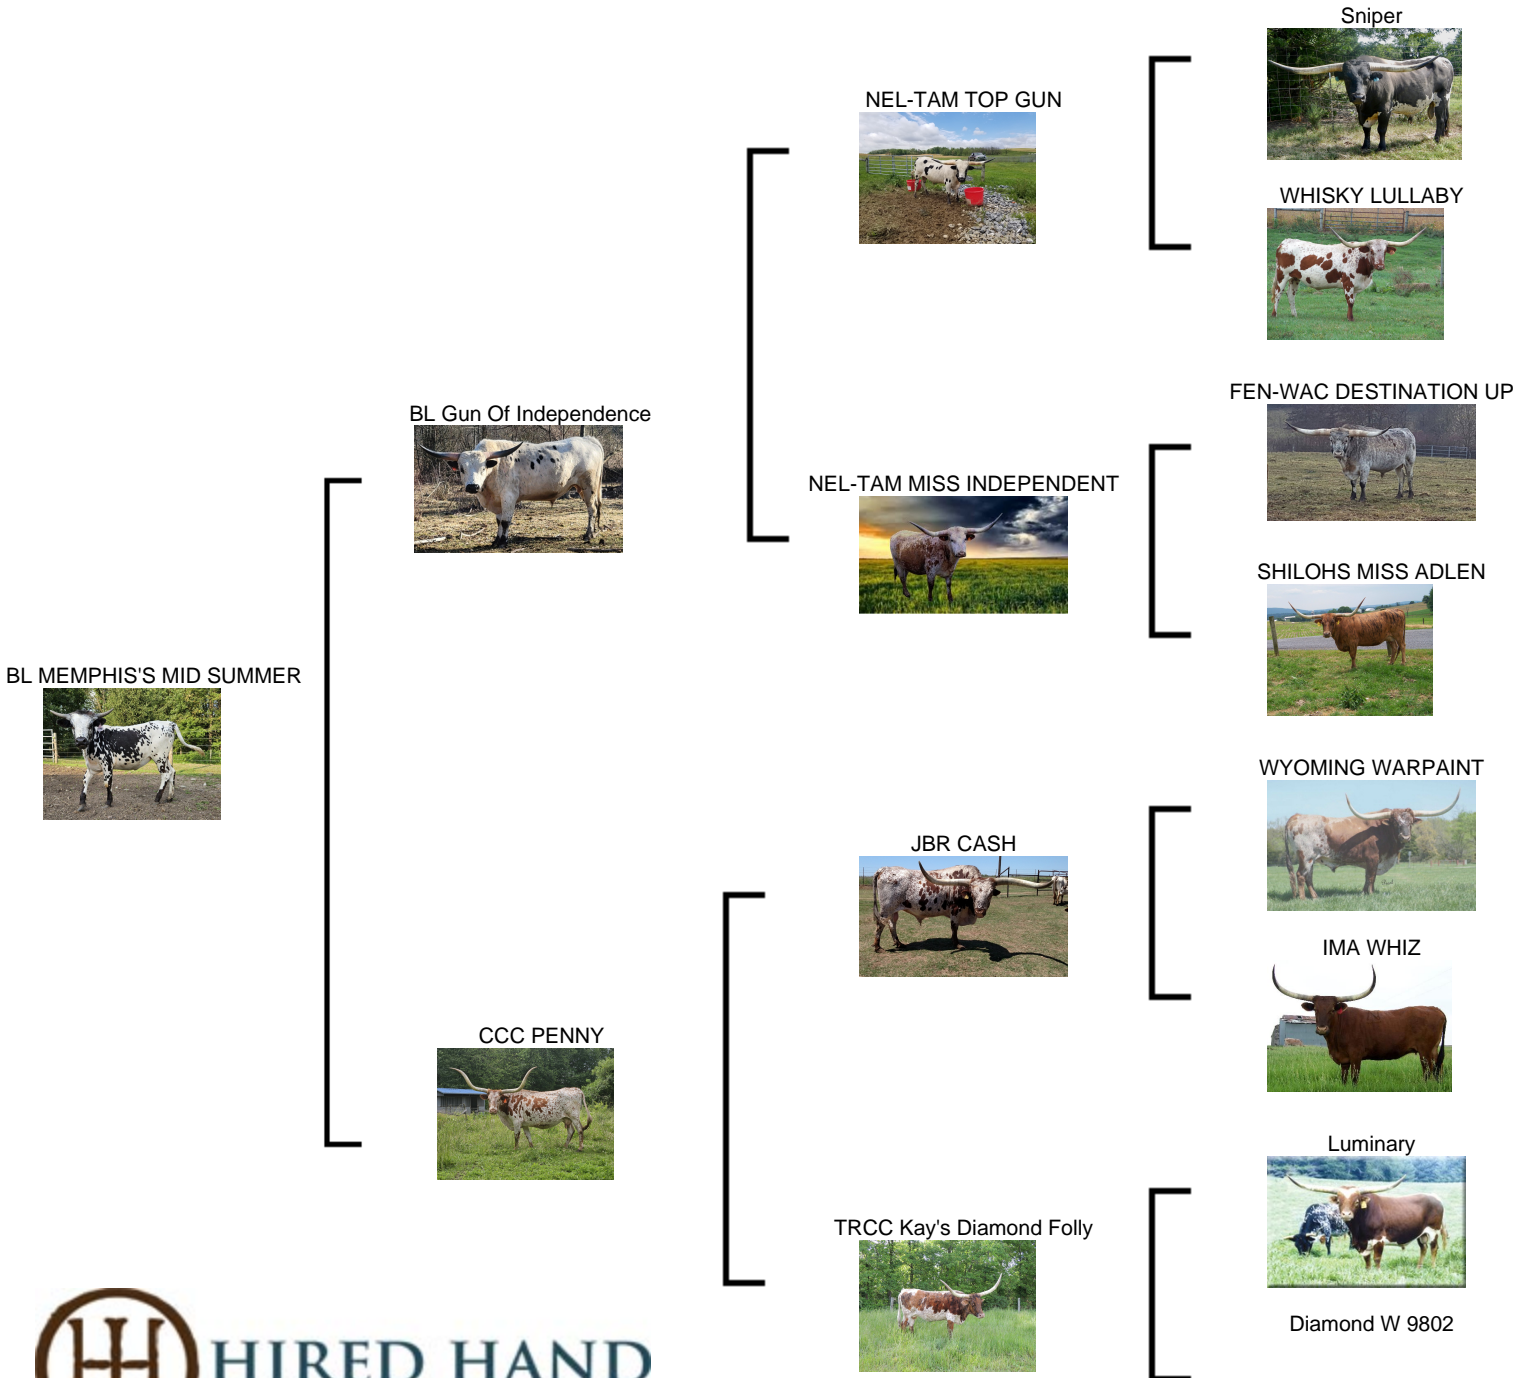 Sniper
NEL-TAM TOP GUN
WHISKY LULLABY
FEN-WAC DESTINATION UP
BL Gun Of Independence
NEL-TAM MISS INDEPENDENT
SHILOHS MISS ADLEN
BL MEMPHIS'S MID SUMMER
WYOMING WARPAINT
JBR CASH
IMA WHIZ
CCC PENNY
Luminary
TRCC Kay's Diamond Folly
Diamond W 9802
HIRED HAND